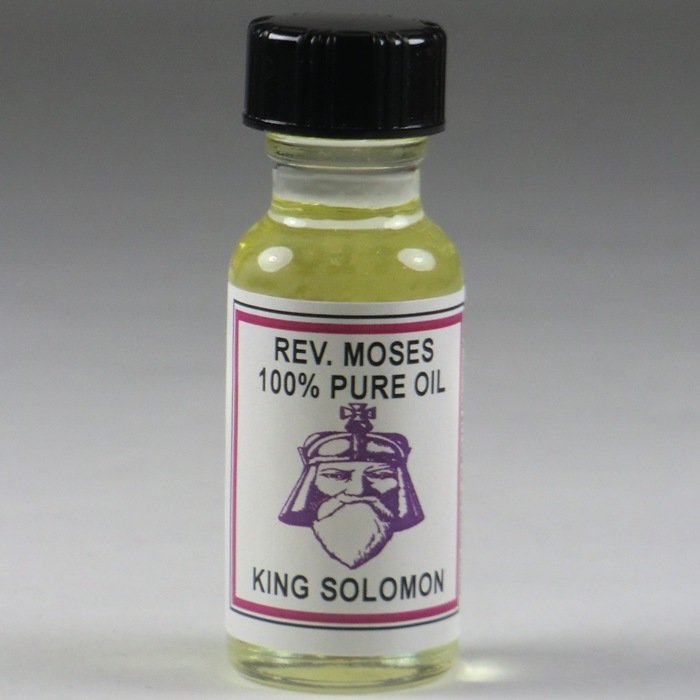 REV. MOSES
100% PURE OIL
KING SOLOMON